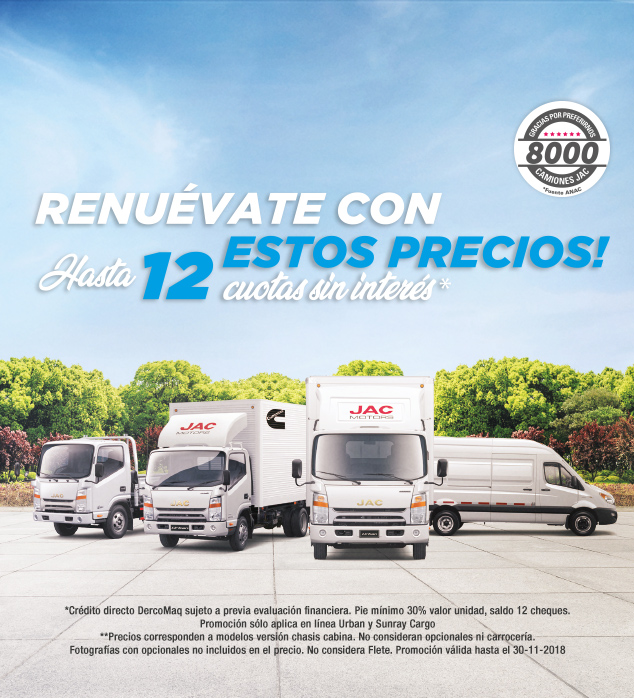 GRACIAS POR PREFERIRNOS
8000
CAMIONES JAC
*Fuente ANAC
RENUÉVATE CON
ESTOS PRECIOS!
Hasta 12 cuotas sin interés*
JAC
MOTORS
JAC
MOTORS
JAC
JAC
JAC
*Crédito directo DercoMaq sujeto a previa evaluación financiera. Pie mínimo 30% valor unidad, saldo 12 cheques.
Promoción sólo aplica en línea Urban y Sunray Cargo
**Precios corresponden a modelos versión chasis cabina. No consideran opcionales ni carrocería.
Fotografías con opcionales no incluidos en el precio. No considera Flete. Promoción válida hasta el 30-11-2018